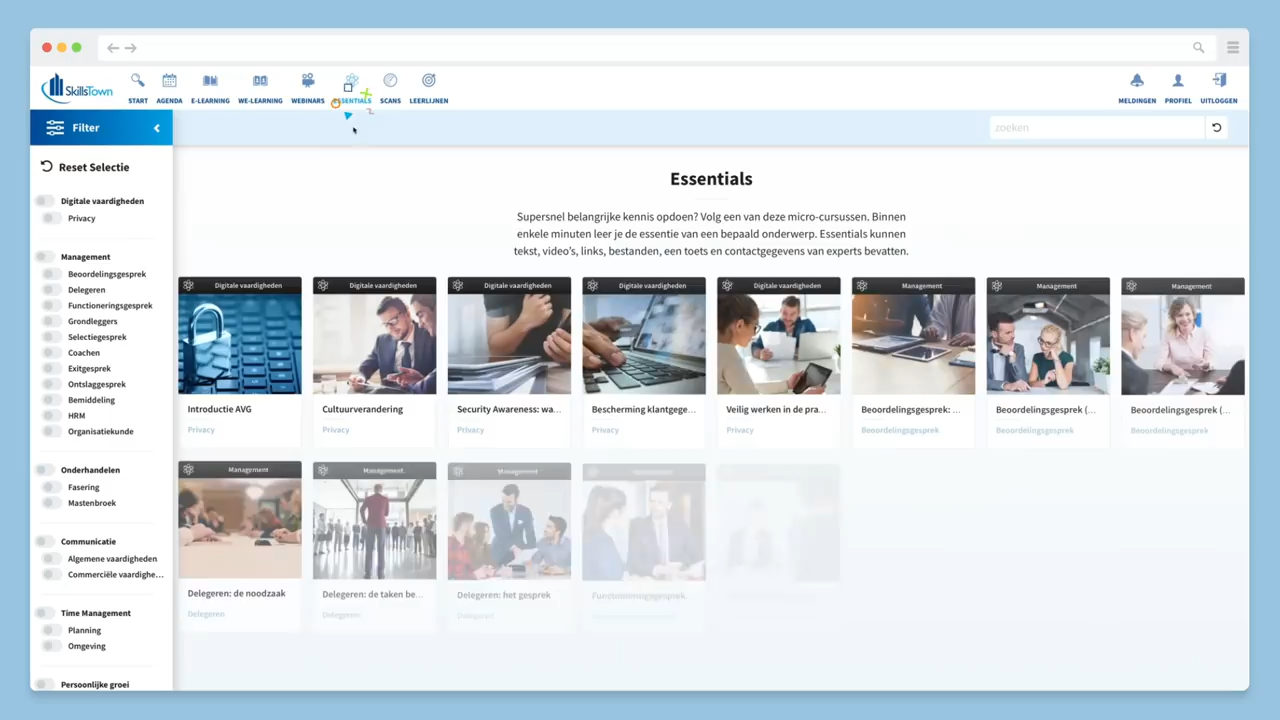 SkillsTown
START
AGENDA
E-LEARNING
WE-LEARNING
WEBINARS
ESSENTIALS
SCANS
LEERLIJNEN
MELDINGEN
PROFIEL
UITLOGGEN
Filter
zoeken
Reset Selectie
Digitale vaardigheden
Privacy
Management
Beoordelingsgesprek
Delegeren
Functioneringsgesprek
Grondleggers
Selectiegesprek
Coachen
Exitgesprek
Ontslaggesprek
Bemiddeling
HRM
Organisatiekunde
Onderhandelen
Fasering
Mastenbroek
Communicatie
Algemene vaardigheden
Commerciële vaardighe...
Time Management
Planning
Omgeving
Persoonlijke groei
Essentials
Supersnel belangrijke kennis opdoen? Volg een van deze micro-cursussen. Binnen
enkele minuten leer je de essentie van een bepaald onderwerp. Essentials kunnen
tekst, video's, links, bestanden, een toets en contactgegevens van experts bevatten.
Digitale vaardigheden
Introductie AVG
Privacy
Digitale vaardigheden
Cultuurverandering
Privacy
Digitale vaardigheden
Security Awareness: wa...
Privacy
Digitale vaardigheden
Bescherming klantgege...
Privacy
Digitale vaardigheden
Veilig werken in de pra...
Privacy
Management
Beoordelingsgesprek: ...
Beoordelingsgesprek
Management
Beoordelingsgesprek (...
Beoordelingsgesprek
Management
Beoordelingsgesprek (...
Beoordelingsgesprek
Management
Delegeren: de noodzaak
Delegeren
Management
Delegeren: de taken be...
Delegeren
Management
Delegeren: het gesprek
Delegeren
Functioneringsgesprek.